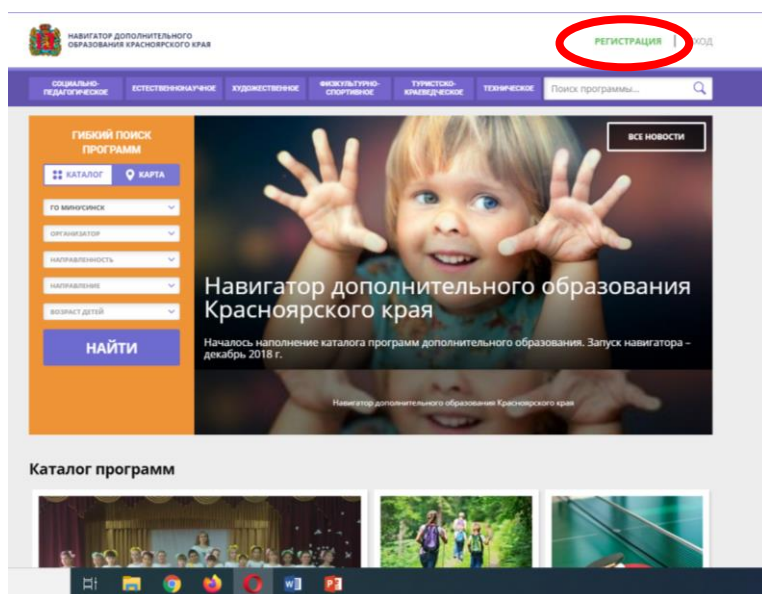 НАВИГАТОР ДОПОЛНИТЕЛЬНОГО
ОБРАЗОВАНИЯ КРАСНОЯРСКОГО КРАЯ
РЕГИСТРАЦИЯ
СОЦИАЛЬНО-
ПЕДАГОГИЧЕСКОЕ
ЕСТЕСТВЕННОНАУЧНОЕ
ХУДОЖЕСТВЕННОЕ
ФИЗКУЛЬТУРНО-
СПОРТИВНОЕ
ТУРИСТСКО-
КРАЕВЕДЧЕСКОЕ
ТЕХНИЧЕСКОЕ
Поиск программы...
ГИБКИЙ ПОИСК
ПРОГРАММ
КАТАЛОГ
КАРТА
ГО МИНУСИНСК
ОРГАНИЗАТОР
НАПРАВЛЕННОСТЬ
НАПРАВЛЕНИЕ
ВОЗРАСТ ДЕТЕЙ
НАЙТИ
ВСЕ НОВОСТИ
Навигатор дополнительного образования
Красноярского края
Началось наполнение каталога программ дополнительного образования. Запуск навигатора –
декабрь 2018 г.
Навигатор дополнительного образования Красноярского края
Каталог программ